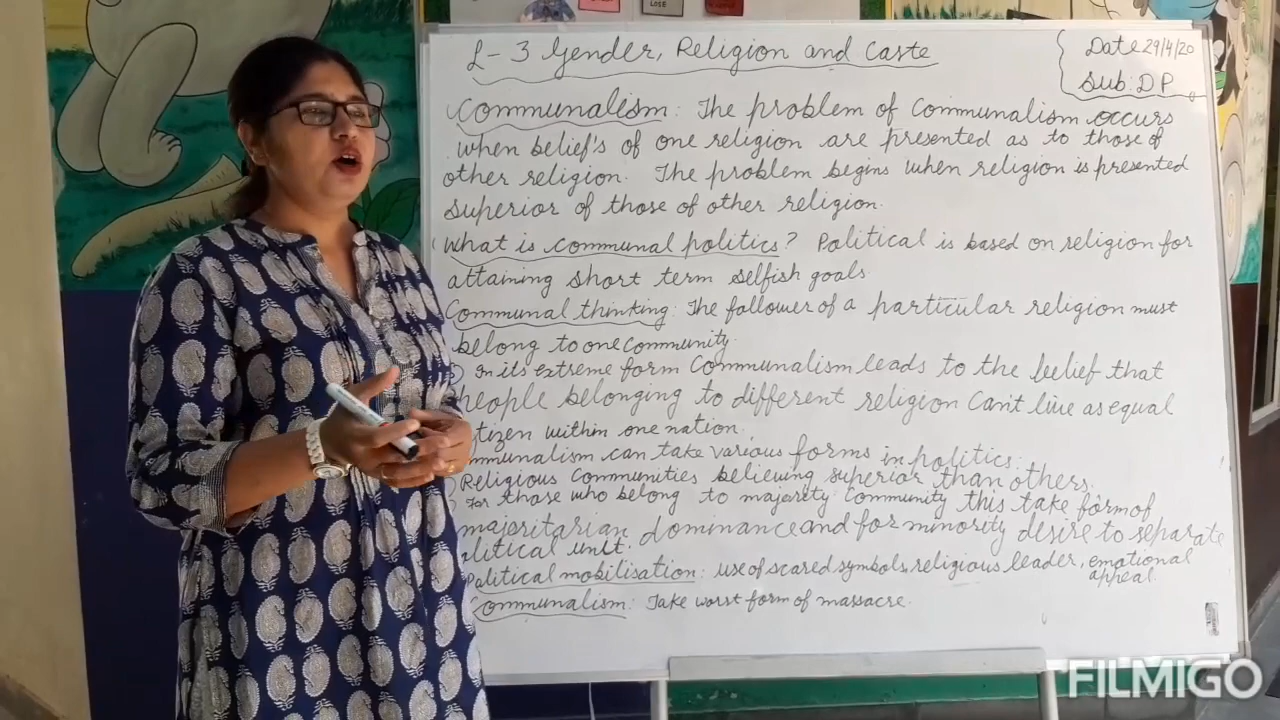 LOSE
L-3 Gender, Religion and Caste
Date 29/4/20
Sub: DP
Communalism: The problem of Communalism occurs
when belief's of one religion are presented as to those of
other religion. The problem begins when religion is presented
superior of those of other religion.
What is communal politics? Political is based on religion for
attaining short term selfish goals.
Communal thinking: The follower of a particular religion must
belong to one community.
In its extreme form Communalism leads to the belief that
people belonging to different religion can't live as equal
tizen within one nation.
mmunalism can take various forms in politics:
Religious Communities believing superior than others.
For those who belong to majority community this take form of
majoritarian dominance and for minority desire to separate
litical unit.
Political mobilisation: use of scared symbols, religious leader, emotional
appeal.
Communalism: Take worst form of massacre.
FILMIGO